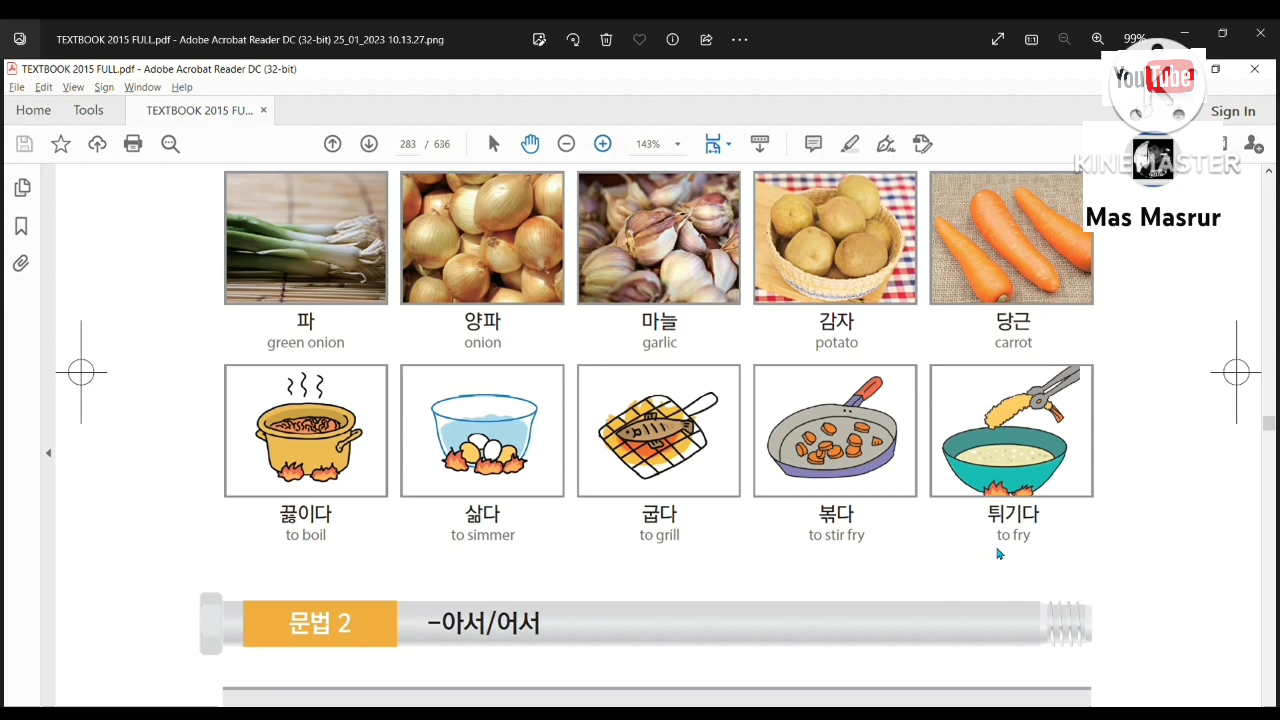 TEXTBOOK 2015 FULL.pdf - Adobe Acrobat Reader DC (32-bit) 25_01_2023 10.13.27.png
99%
TEXTBOOK 2015 FULL.pdf - Adobe Acrobat Reader DC (32-bit)
File Edit View Sign Window Help
YouTube
Home Tools TEXTBOOK 2015 FU... × Sign In
283 / 636 143%
KINEMASTER
Mas Masrur
파 양파 마늘 감자 당근
green onion onion garlic potato carrot
끓이다 삶다 굽다 볶다 튀기다
to boil to simmer to grill to stir fry to fry
문법 2 -아서/어서